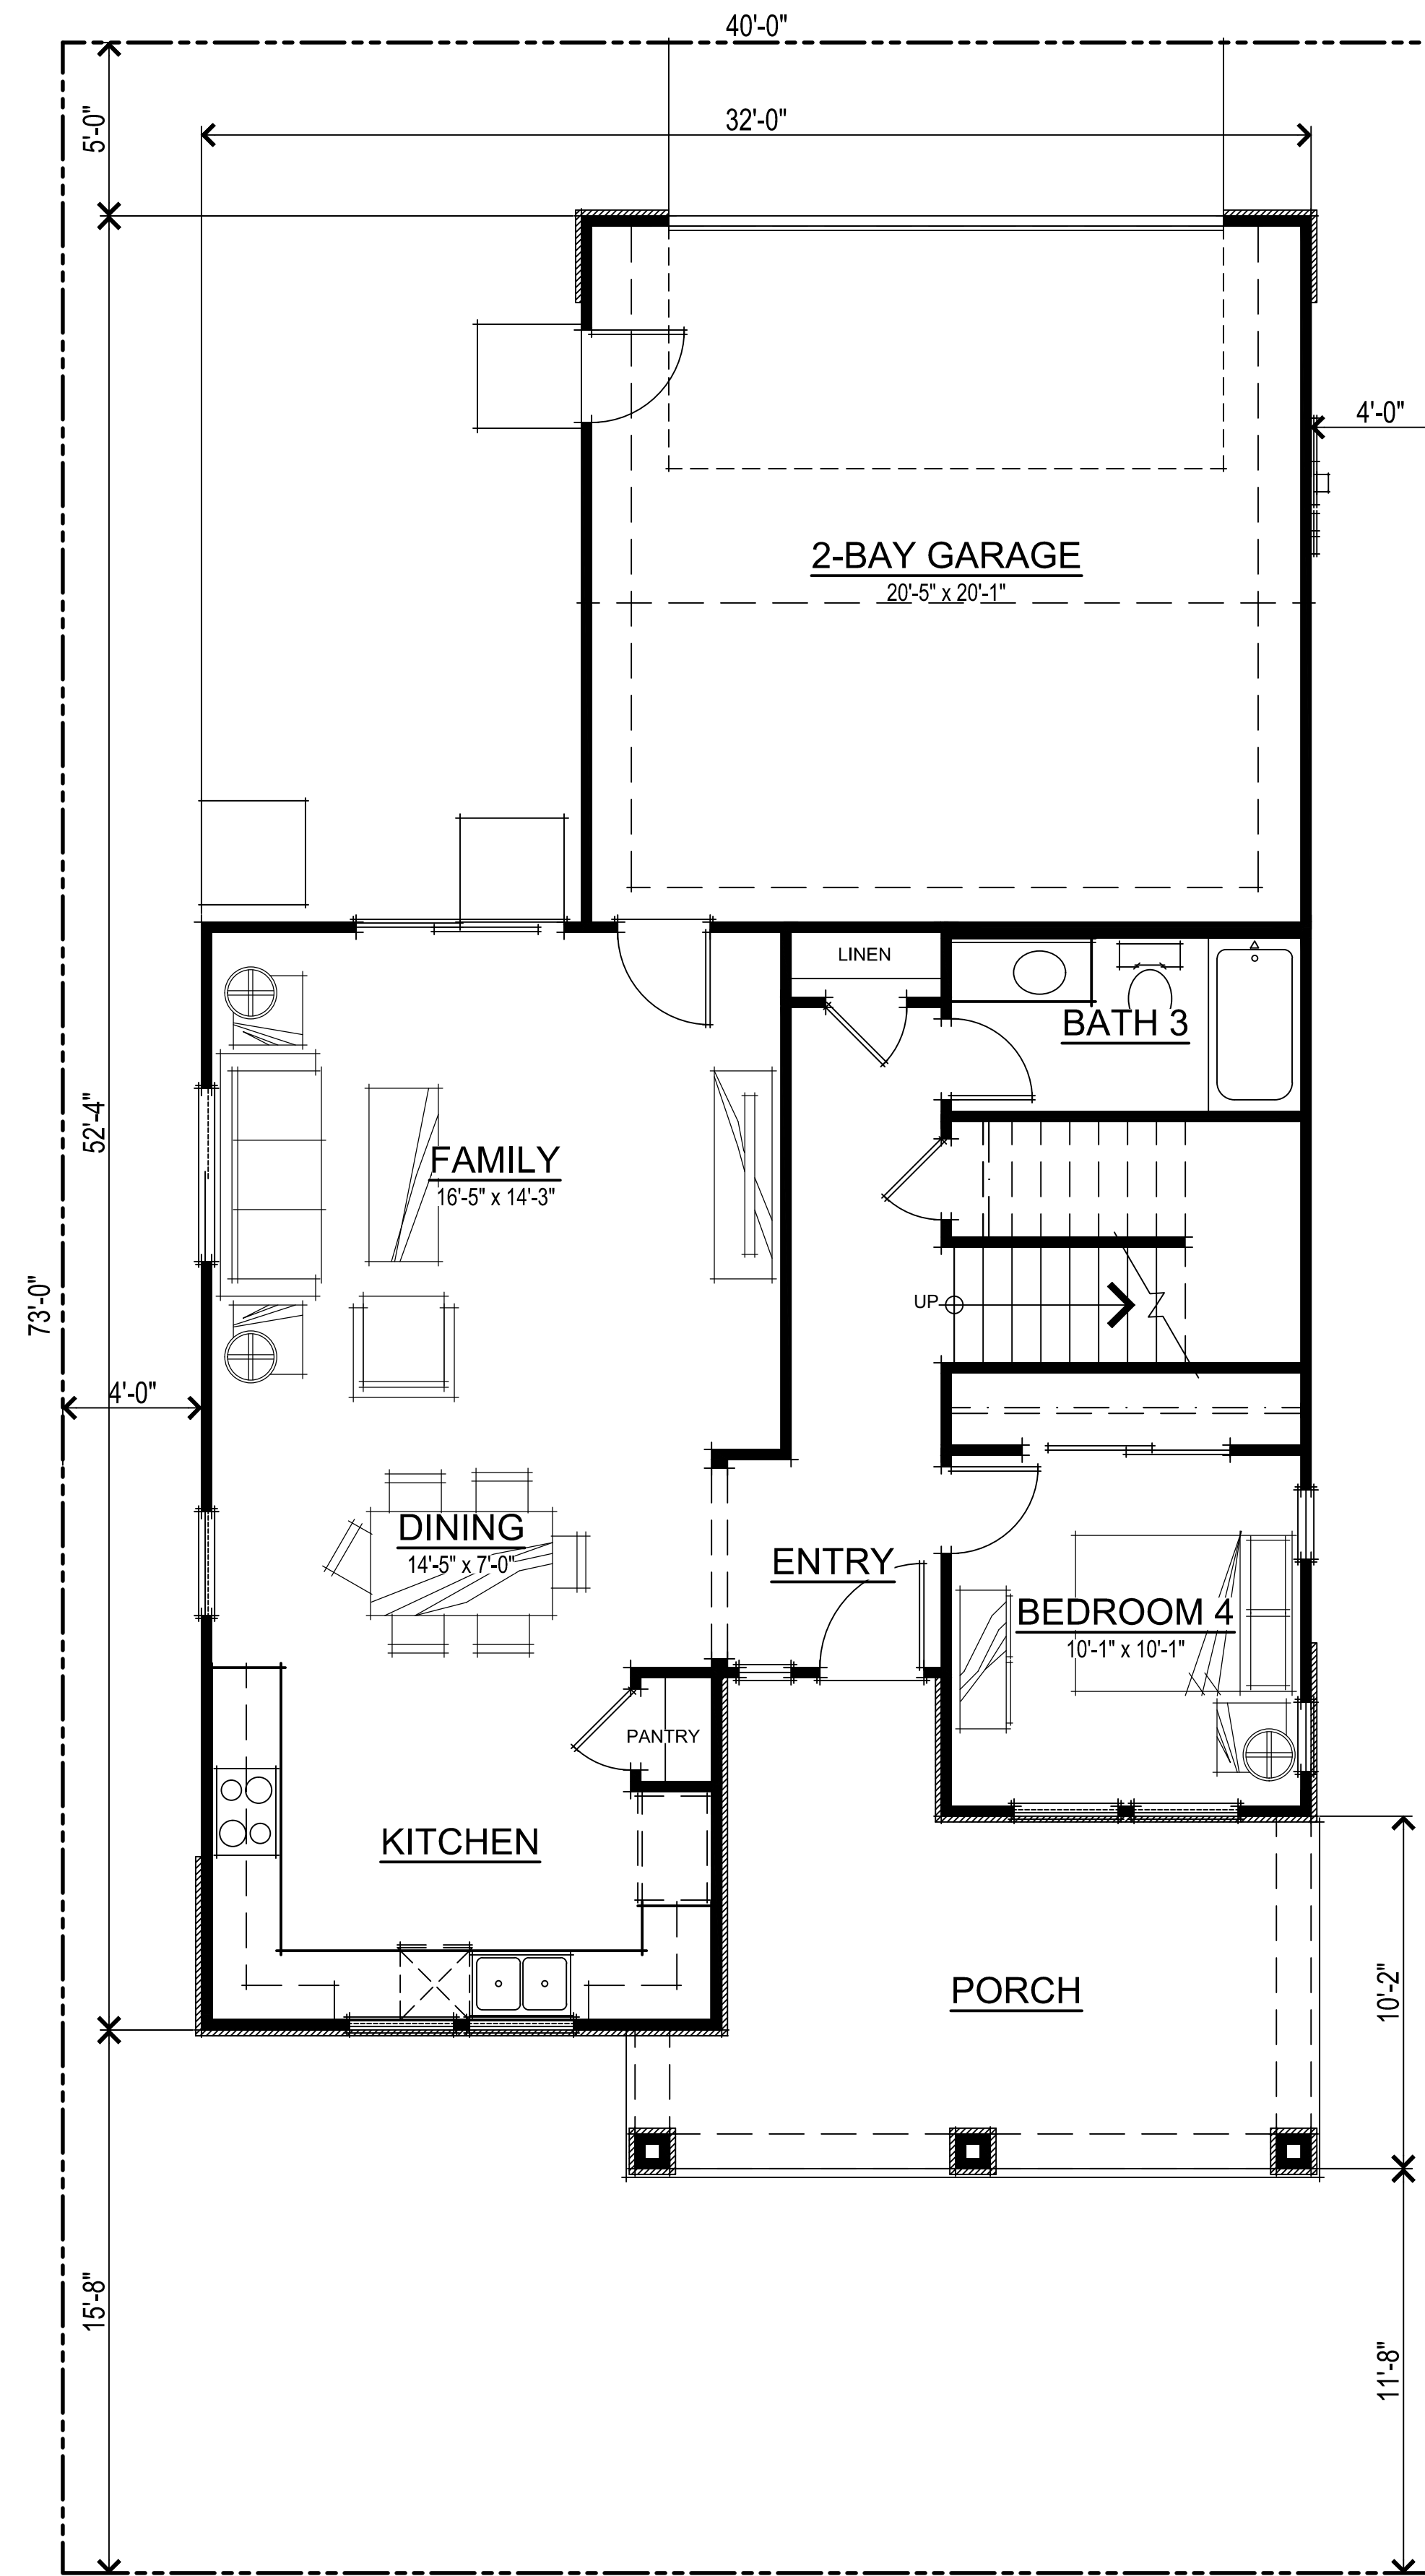 40'-0"
32'-0"
5'-0"
4'-0"
2-BAY GARAGE
20'-5" x 20'-1"
LINEN
BATH 3
52'-4"
FAMILY
16'-5" x 14'-3"
73'-0"
UP
4'-0"
DINING
14'-5" x 7'-0"
ENTRY
BEDROOM 4
10'-1" x 10'-1"
PANTRY
KITCHEN
PORCH
10'-2"
15'-8"
11'-8"